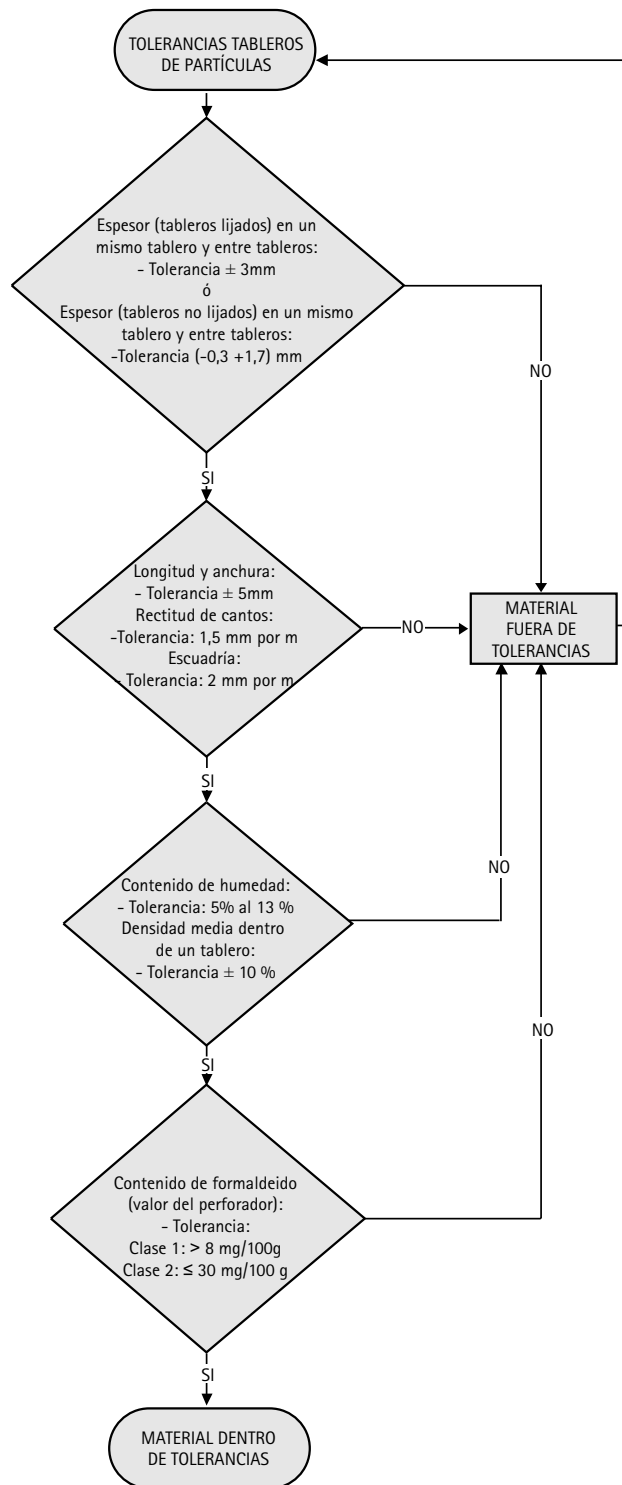 TOLERANCIAS TABLEROS
DE PARTÍCULAS
Espesor (tableros lijados) en un
mismo tablero y entre tableros:
- Tolerancia ± 3mm
ó
Espesor (tableros no lijados) en un mismo
tablero y entre tableros:
-Tolerancia (-0,3 +1,7) mm
NO
SI
Longitud y anchura:
- Tolerancia ± 5mm
Rectitud de cantos:
-Tolerancia: 1,5 mm por m
Escuadría:
- Tolerancia: 2 mm por m
NO
MATERIAL
FUERA DE
TOLERANCIAS
SI
Contenido de humedad:
- Tolerancia: 5% al 13 %
Densidad media dentro
de un tablero:
- Tolerancia ± 10 %
NO
NO
SI
Contenido de formaldeido
(valor del perforador):
- Tolerancia:
Clase 1: > 8 mg/100g
Clase 2: ≤ 30 mg/100 g
SI
MATERIAL DENTRO
DE TOLERANCIAS